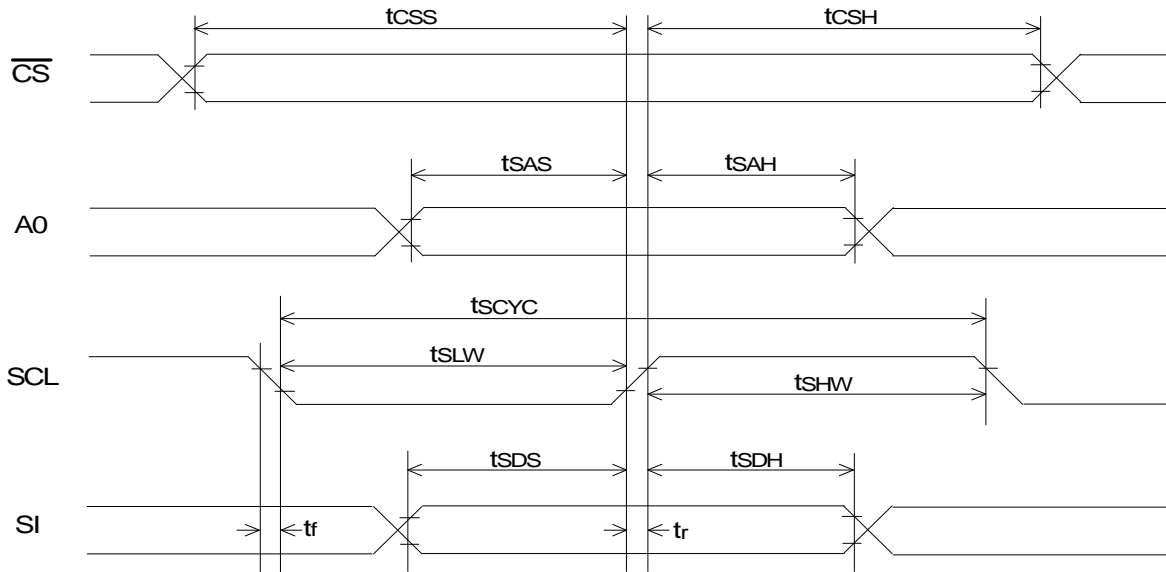 tCSS tCSH
CS
tSAS tSAH
A0
tSCYC
tSLW
SCL
tSHW
tSDS tSDH
SI
tf tr